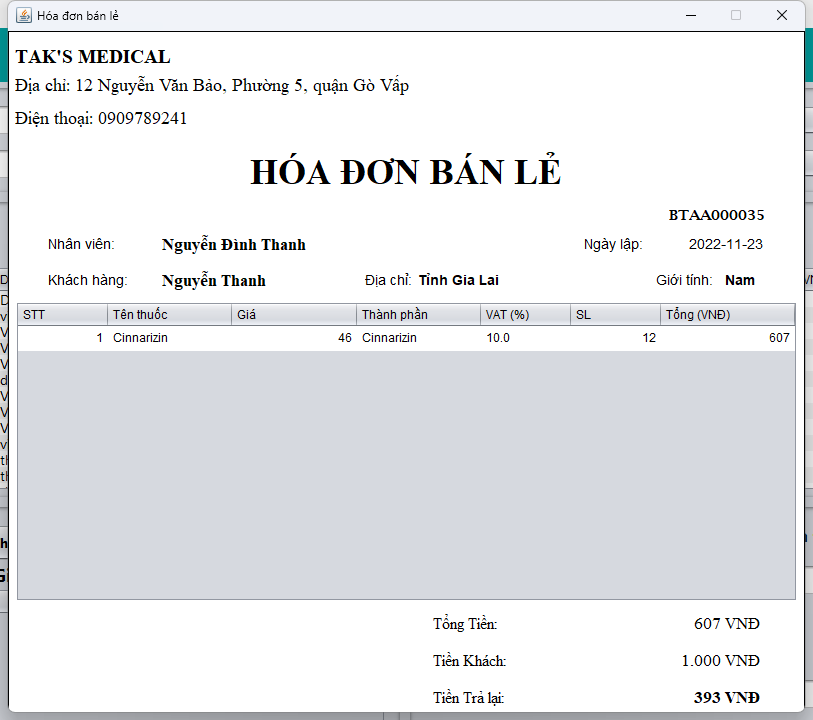 Hóa đơn bán lẻ
TAK'S MEDICAL
Địa chỉ: 12 Nguyễn Văn Bảo, Phường 5, quận Gò Vấp
Điện thoại: 0909789241
HÓA ĐƠN BÁN LẺ
BTAA000035
Nhân viên: Nguyễn Đình Thanh Ngày lập: 2022-11-23
Khách hàng: Nguyễn Thanh Địa chỉ: Tỉnh Gia Lai Giới tính: Nam
STT Tên thuốc Giá Thành phần VAT (%) SL Tổng (VNĐ)
1 Cinnarizin 46 Cinnarizin 10.0 12 607
Tổng Tiền: 607 VNĐ
Tiền Khách: 1.000 VNĐ
Tiền Trả lại: 393 VNĐ